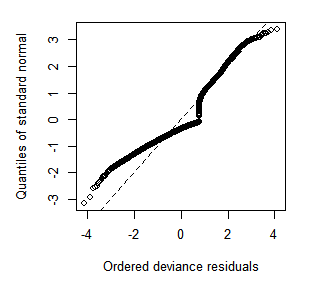 Quantiles of standard normal
3
2
1
0
-1
-2
-3
-4 -2 0 2 4
Ordered deviance residuals